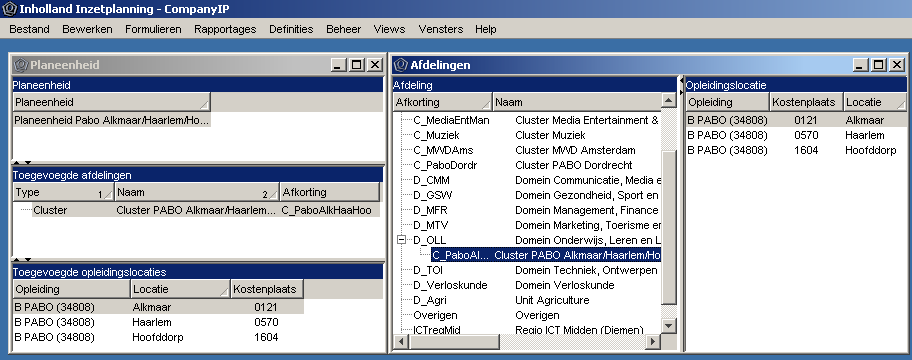 Inholland Inzetplanning - CompanyIP
Bestand Bewerken Formulieren Rapportages Definities Beheer Views Vensters Help
Planeenheid
Planeenheid
Planeenheid
Planeenheid Pabo Alkmaar/Haarlem/Ho...
Toegevoegde afdelingen
Type 1 Naam 2 Afkorting
Cluster Cluster PABO Alkmaar/Haarlem... C_PaboAlkHaaHoo
Toegevoegde opleidingslocaties
Opleiding Locatie Kostenplaats
B PABO (34808) Alkmaar 0121
B PABO (34808) Haarlem 0570
B PABO (34808) Hoofddorp 1604
Afdelingen
Afdeling
Afkorting Naam
C_MediaEntMan Cluster Media Entertainment &
C_Muziek Cluster Muziek
C_MWDAms Cluster MWD Amsterdam
C_PaboDordr Cluster PABO Dordrecht
D_CMM Domein Communicatie, Media e
D_GSW Domein Gezondheid, Sport en
D_MFR Domein Management, Finance
D_MTV Domein Marketing, Toerisme en
D_OLL Domein Onderwijs, Leren en L
C_PaboAl... Cluster PABO Alkmaar/Haarlem/Ho
D_TOI Domein Techniek, Ontwerpen
D_Verloskunde Domein Verloskunde
D_Agri Unit Agriculture
Overigen Overigen
ICTRegMid Regio ICT Midden (Diemen)
Opleidingslocatie
Opleiding Kostenplaats Locatie
B PABO (34808) 0121 Alkmaar
B PABO (34808) 0570 Haarlem
B PABO (34808) 1604 Hoofddorp